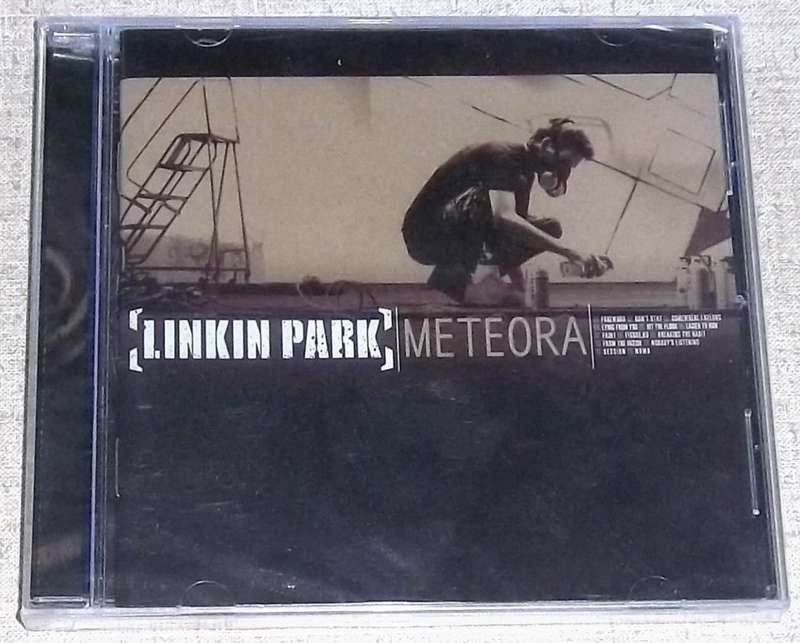 [LINKIN PARK] METEORA
FOREWORD DON'T STAY SOMEWHERE I BELONG
LYING FROM YOU HIT THE FLOOR EASIER TO RUN
FAINT FIGURE.09 BREAKING THE HABIT
FROM THE INSIDE NOBODY'S LISTENING
SESSION NUMB